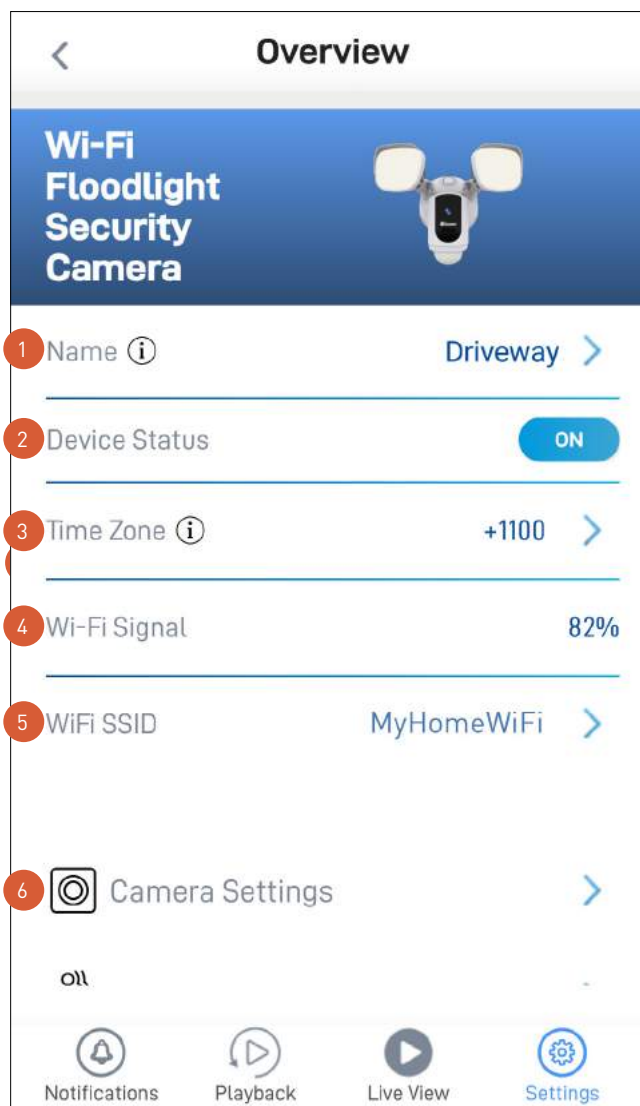 Overview
Wi-Fi
Floodlight
Security
Camera
1 Name i Driveway
2 Device Status ON
3 Time Zone i +1100
4 Wi-Fi Signal 82%
5 WiFi SSID MyHomeWiFi
6 Camera Settings
Notifications Playback Live View Settings